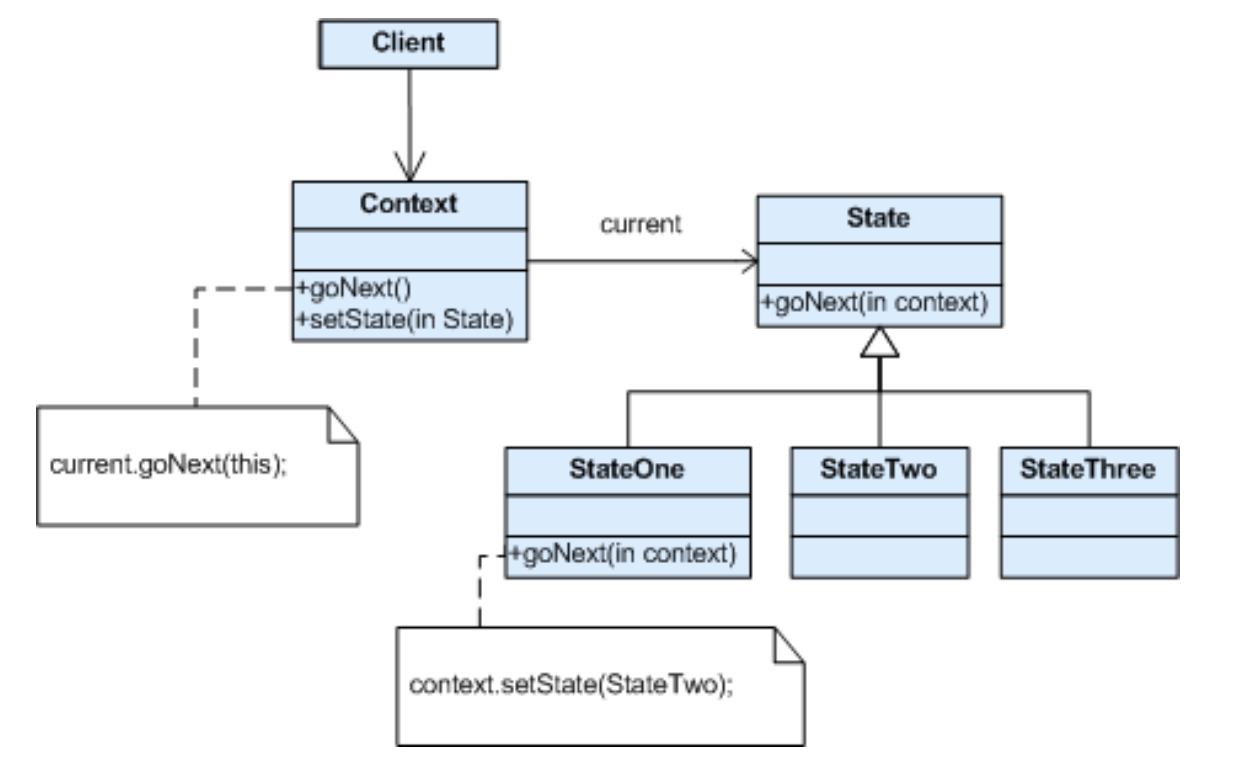 Client
Context
current
State
+goNext()
+setState(in State)
+goNext(in context)
current.goNext(this);
StateOne
StateTwo
StateThree
+goNext(in context)
context.setState(StateTwo);